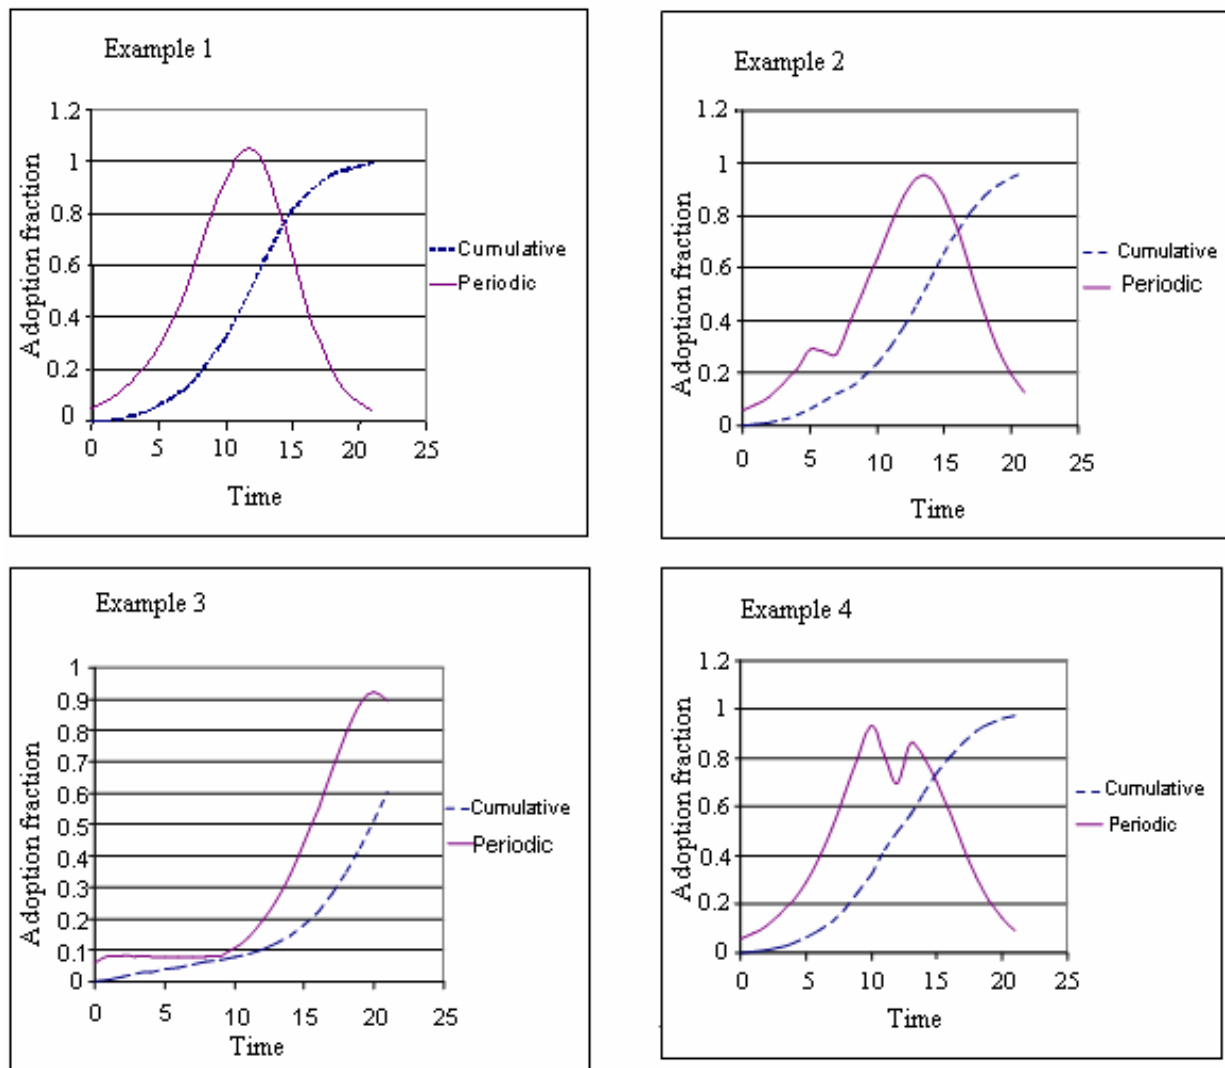 Example 1
1.2
1
0.8
0.6
0.4
0.2
0
Adoption fraction
0 5 10 15 20 25
Time
Cumulative
Periodic
Example 2
1.2
1
0.8
0.6
0.4
0.2
0
Adoption fraction
0 5 10 15 20 25
Time
Cumulative
Periodic
Example 3
1
0.9
0.8
0.7
0.6
0.5
0.4
0.3
0.2
0.1
0
Adoption fraction
0 5 10 15 20 25
Time
Cumulative
Periodic
Example 4
1.2
1
0.8
0.6
0.4
0.2
0
Adoption fraction
0 5 10 15 20 25
Time
Cumulative
Periodic